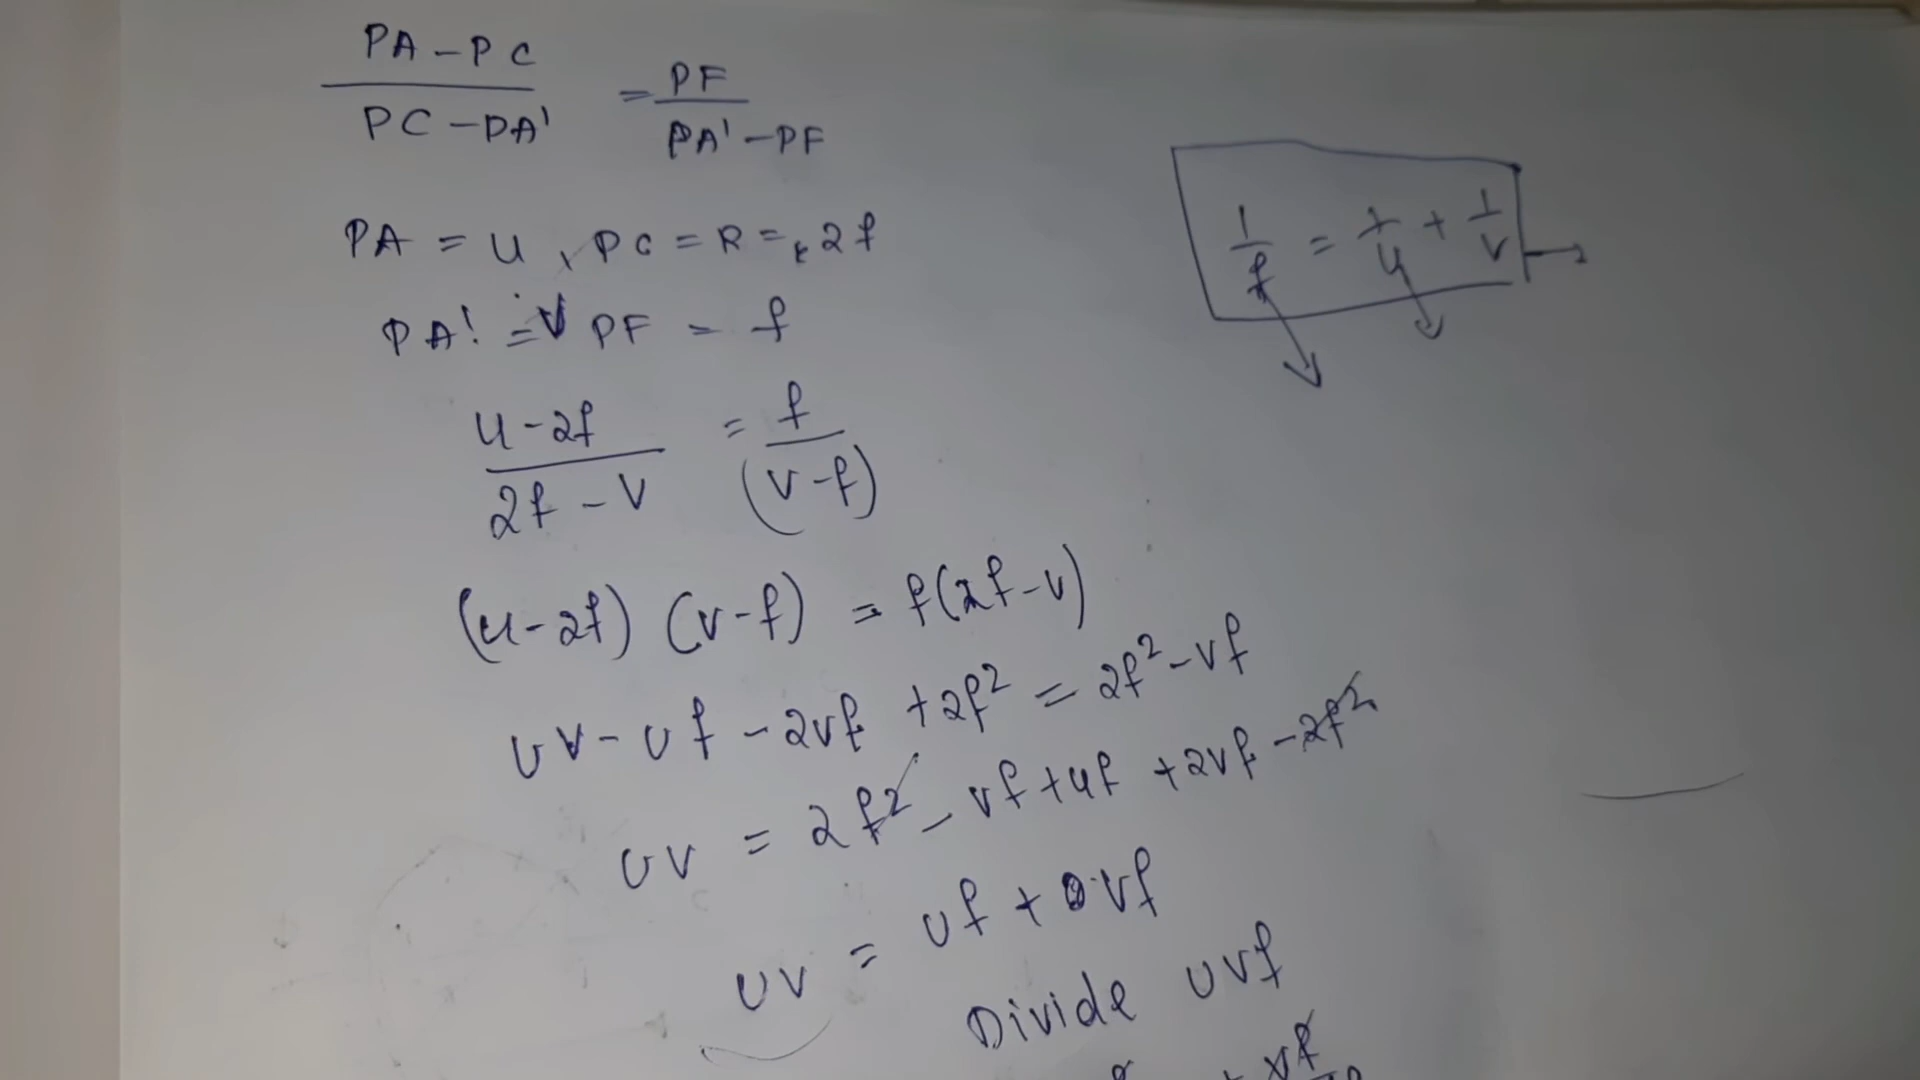 PA - PC / PC - PA' = PF / PA' - PF
PA = u, PC = R = 2f
PA' = v PF = f
u - 2f / 2f - v = f / (v - f)
(u - 2f) (v - f) = f(2f - v)
uv - uf - 2vf + 2f² = 2f² - vf
uv = 2f² - vf + uf + 2vf - 2f²
uv = uf + vf
Divide uvf
1/f = 1/u + 1/v